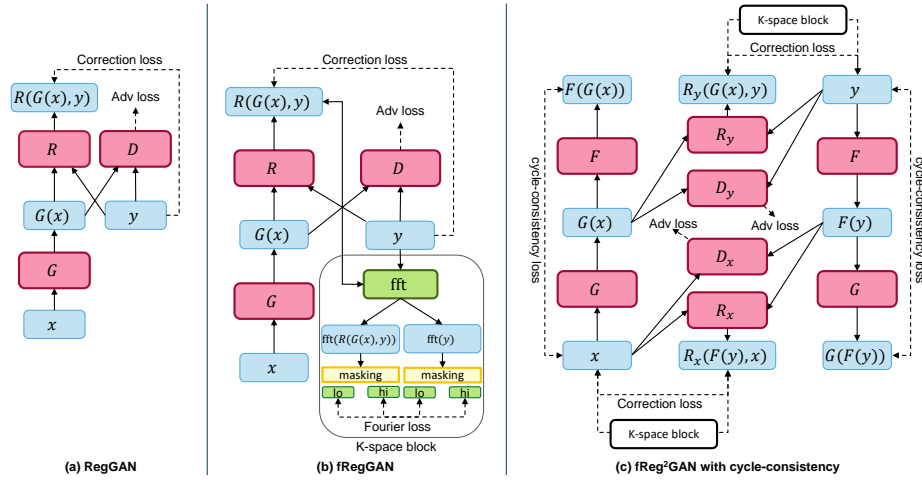 Correction loss
R(G(x), y)
Adv loss
R
D
G(x)
y
G
x
(a) RegGAN
Correction loss
R(G(x), y)
Adv loss
R
D
G(x)
y
fft
G
fft(R(G(x), y))
fft(y)
x
masking
masking
lo
hi
lo
hi
Fourier loss
K-space block
(b) fRegGAN
K-space block
Correction loss
F(G(x))
R_y(G(x), y)
y
R_y
F
F
D_y
cycle-consistency loss
cycle-consistency loss
G(x)
F(y)
Adv loss
Adv loss
D_x
G
G
R_x
x
R_x(F(y), x)
G(F(y))
Correction loss
K-space block
(c) fReg²GAN with cycle-consistency